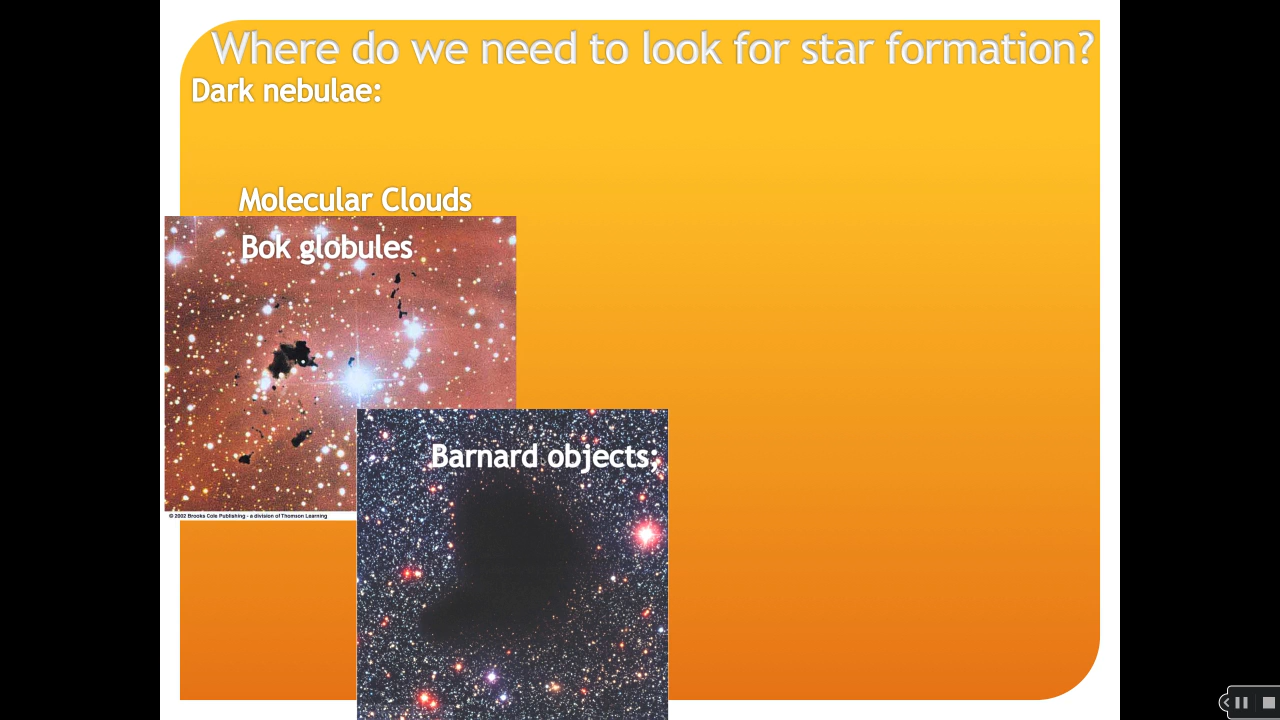 Where do we need to look for star formation?
Dark nebulae:
Molecular Clouds
Bok globules
Barnard objects;
© 2002 Brooks Cole Publishing - a division of Thomson Learning